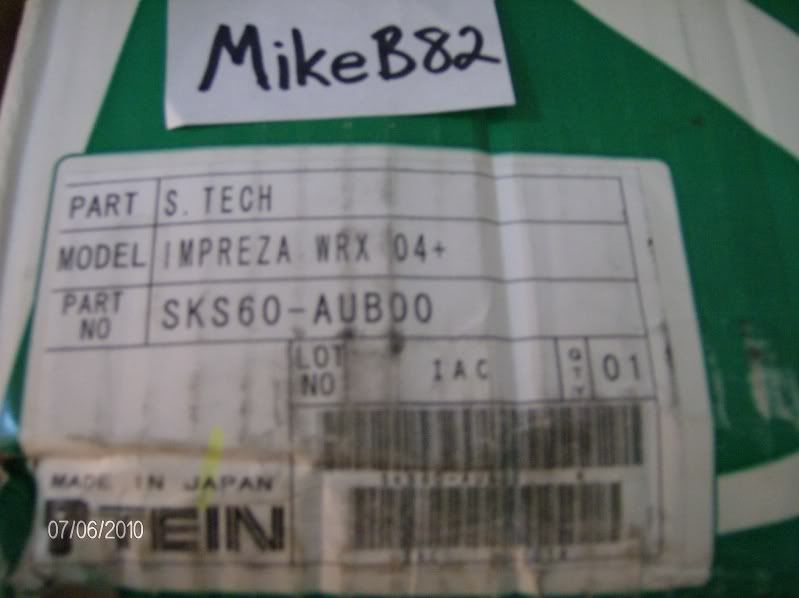 MikeB82
PART S. TECH
MODEL IMPREZA WRX 04+
PART NO SKS60-AUB00
LOT NO IAC QTY 01
MADE IN JAPAN
TEIN
07/06/2010